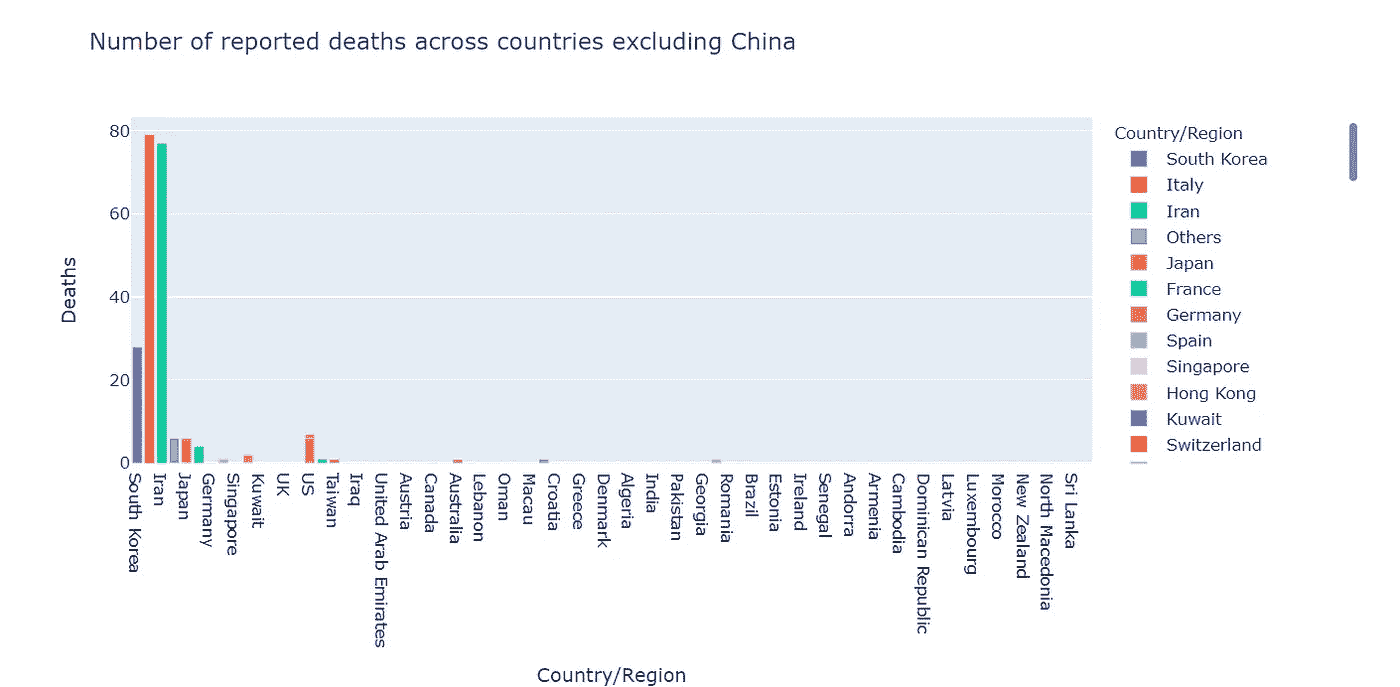 Number of reported deaths across countries excluding China
80
60
40
20
0
Deaths
South Korea
Iran
Japan
Germany
Singapore
Kuwait
UK
US
Taiwan
Iraq
United Arab Emirates
Austria
Canada
Australia
Lebanon
Oman
Macau
Croatia
Greece
Denmark
Algeria
India
Pakistan
Georgia
Romania
Brazil
Estonia
Ireland
Senegal
Andorra
Armenia
Cambodia
Dominican Republic
Latvia
Luxembourg
Morocco
New Zealand
North Macedonia
Sri Lanka
Country/Region
Country/Region
South Korea
Italy
Iran
Others
Japan
France
Germany
Spain
Singapore
Hong Kong
Kuwait
Switzerland